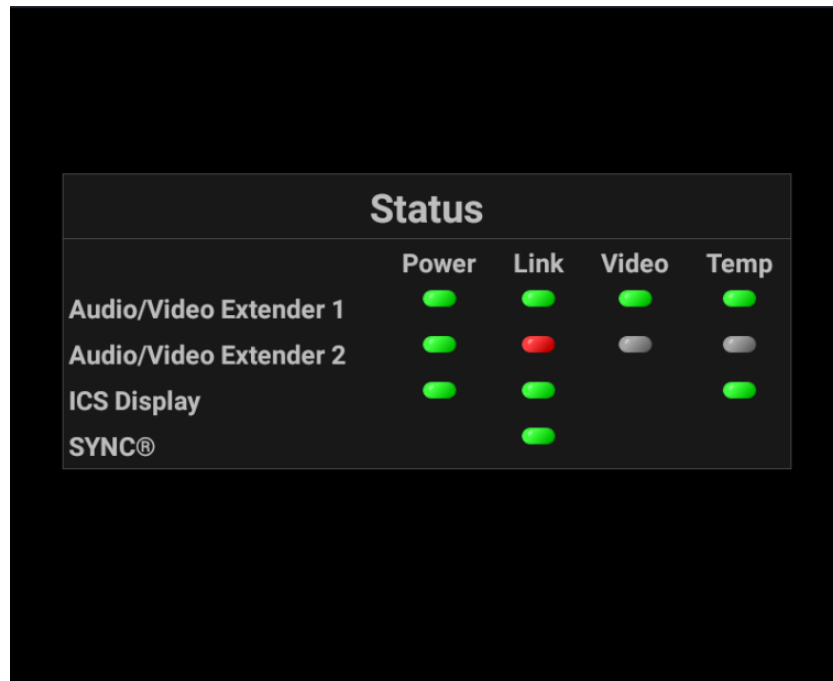 Status
Power Link Video Temp
Audio/Video Extender 1
Audio/Video Extender 2
ICS Display
SYNC®